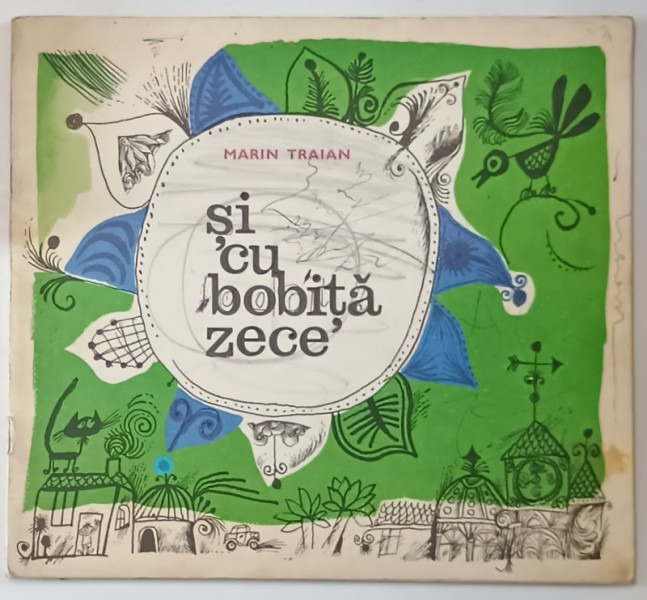 MARIN TRAIAN
și
'cu
bobiță
zece'